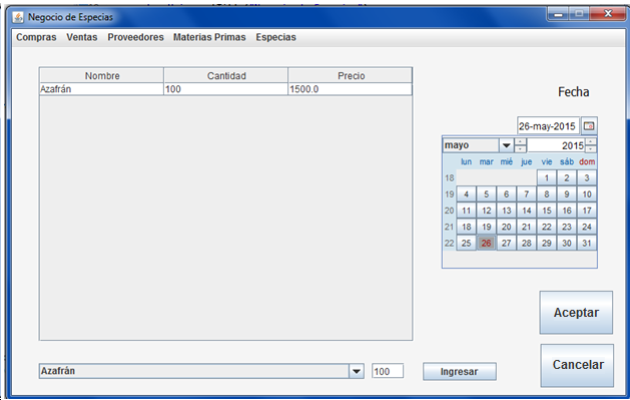 Negocio de Especias
Compras Ventas Proveedores Materias Primas Especias
Nombre Cantidad Precio
Azafrán 100 1500.0
Fecha
26-may-2015
mayo 2015
lun mar mié jue vie sáb dom
18 1 2 3
19 4 5 6 7 8 9 10
20 11 12 13 14 15 16 17
21 18 19 20 21 22 23 24
22 25 26 27 28 29 30 31
Aceptar
Azafrán 100 Ingresar
Cancelar